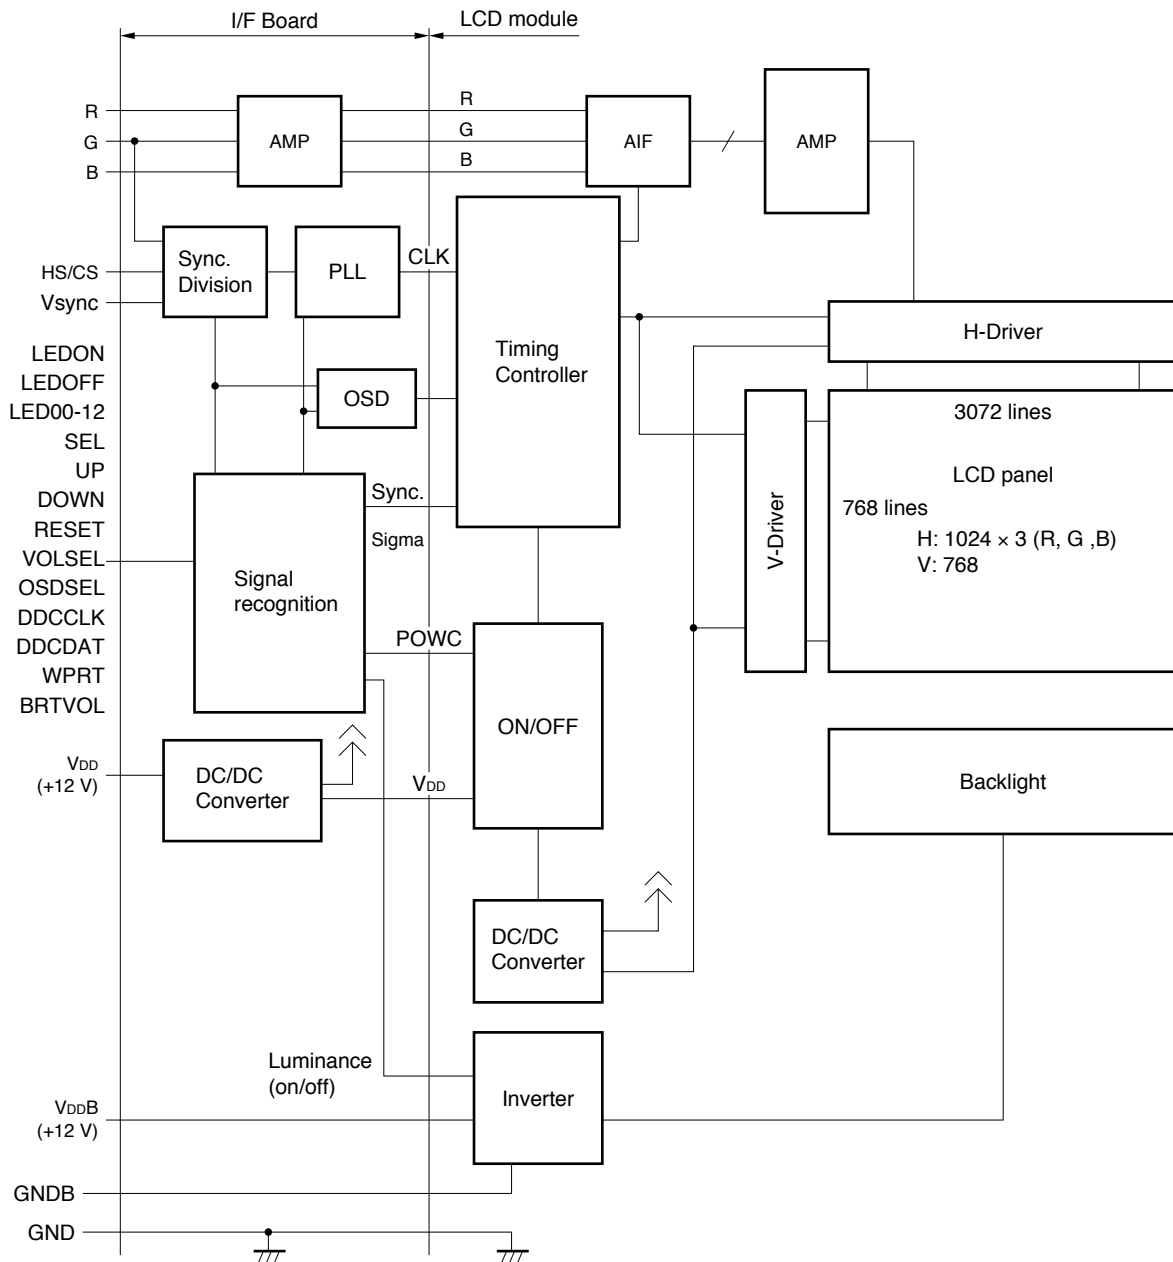 I/F Board
LCD module
R
G
B
AMP
R
G
B
AIF
AMP
HS/CS
Vsync
Sync.
Division
PLL
CLK
Timing
Controller
H-Driver
LEDON
LEDOFF
LED00-12
SEL
UP
DOWN
RESET
VOLSEL
OSDSEL
DDCCLK
DDCDAT
WPRT
BRTVOL
OSD
V-Driver
3072 lines
LCD panel
768 lines
H: 1024 × 3 (R, G ,B)
V: 768
Signal
recognition
Sync.
Sigma
POWC
ON/OFF
VDD
(+12 V)
DC/DC
Converter
VDD
Backlight
DC/DC
Converter
Luminance
(on/off)
Inverter
VDDB
(+12 V)
GNDB
GND